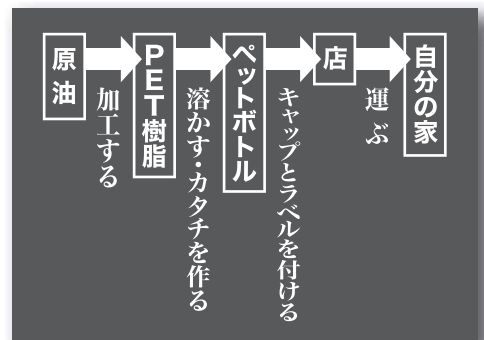 原油
加工する
PET樹脂
溶かす・カタチを作る
ペットボトル
キャップとラベルを付ける
店
運ぶ
自分の家